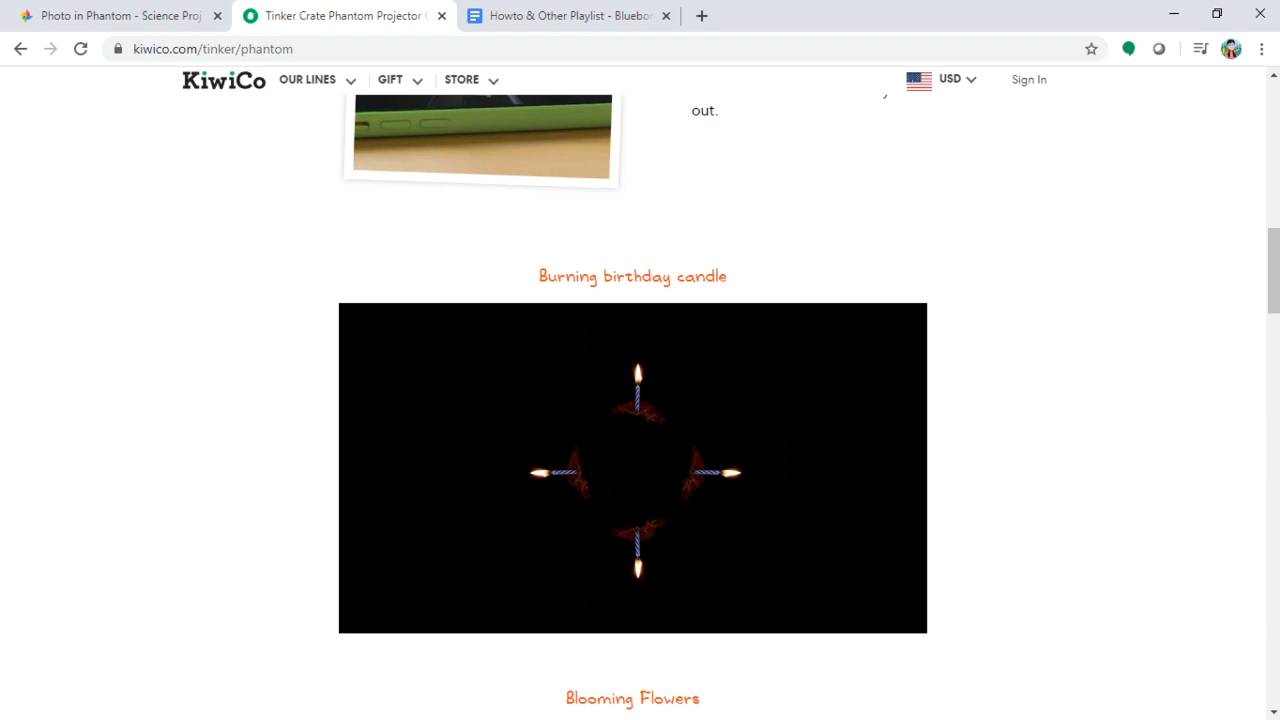 Photo in Phantom - Science Proj
Tinker Crate Phantom Projector C
Howto & Other Playlist - Bluebor
kiwico.com/tinker/phantom
KiwiCo OUR LINES GIFT STORE USD Sign In
out.
Burning birthday candle
Blooming Flowers